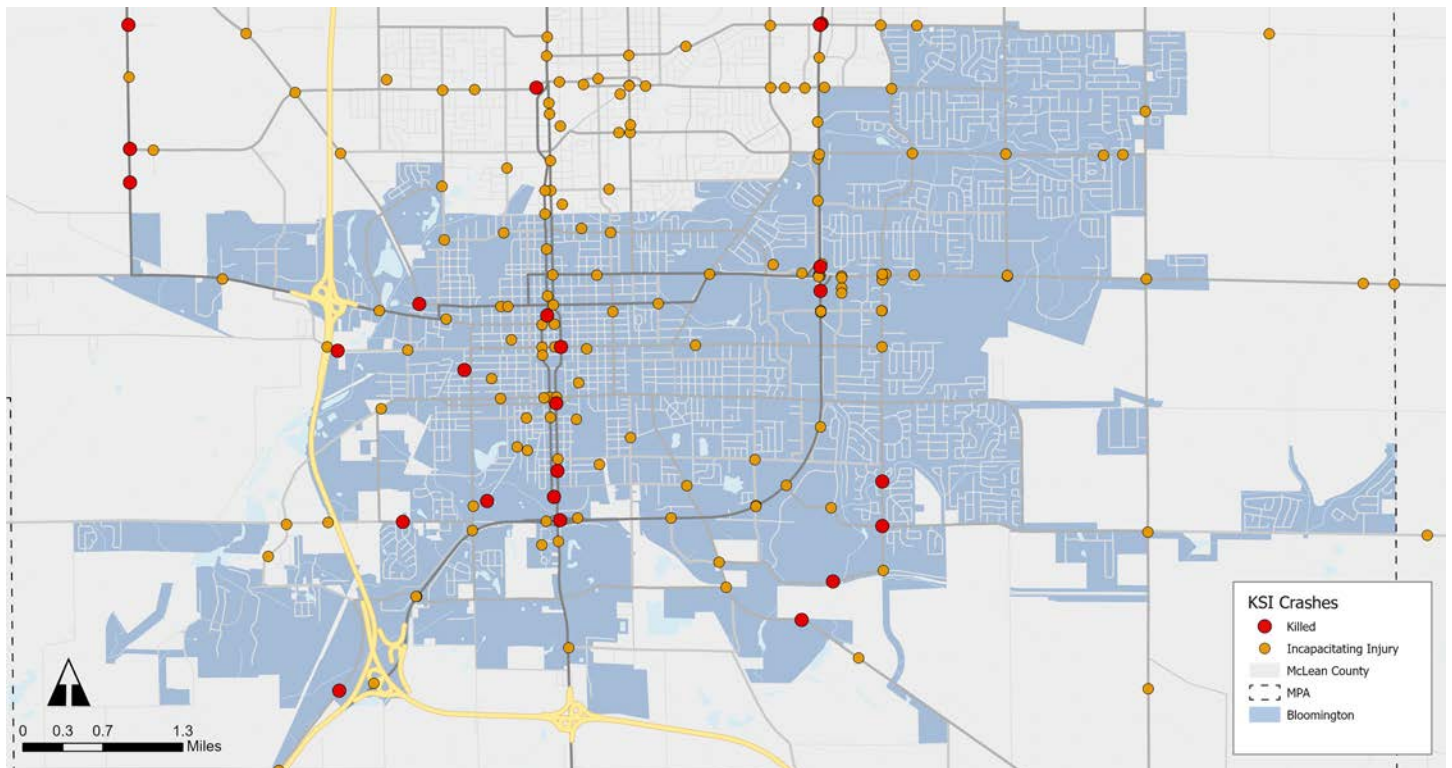 KSI Crashes
Killed
Incapacitating Injury
McLean County
MPA
Bloomington
0 0.3 0.7 1.3
Miles